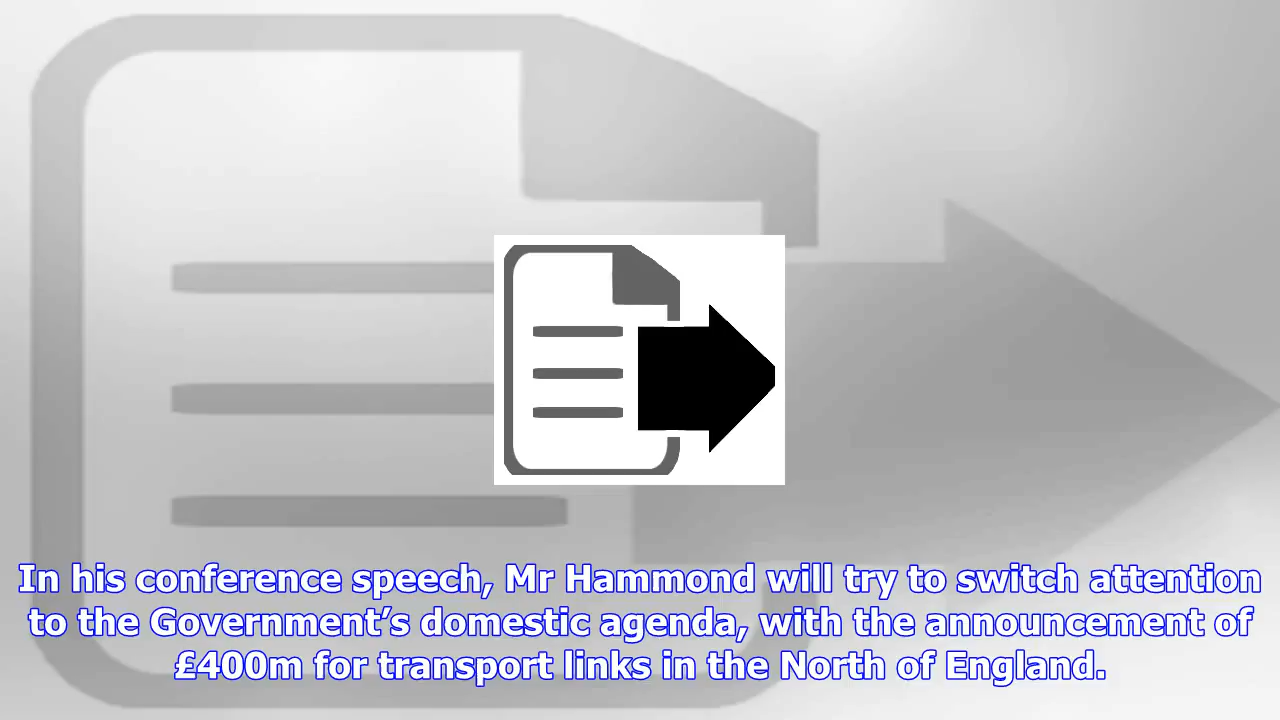 In his conference speech, Mr Hammond will try to switch attention
to the Government’s domestic agenda, with the announcement of
£400m for transport links in the North of England.